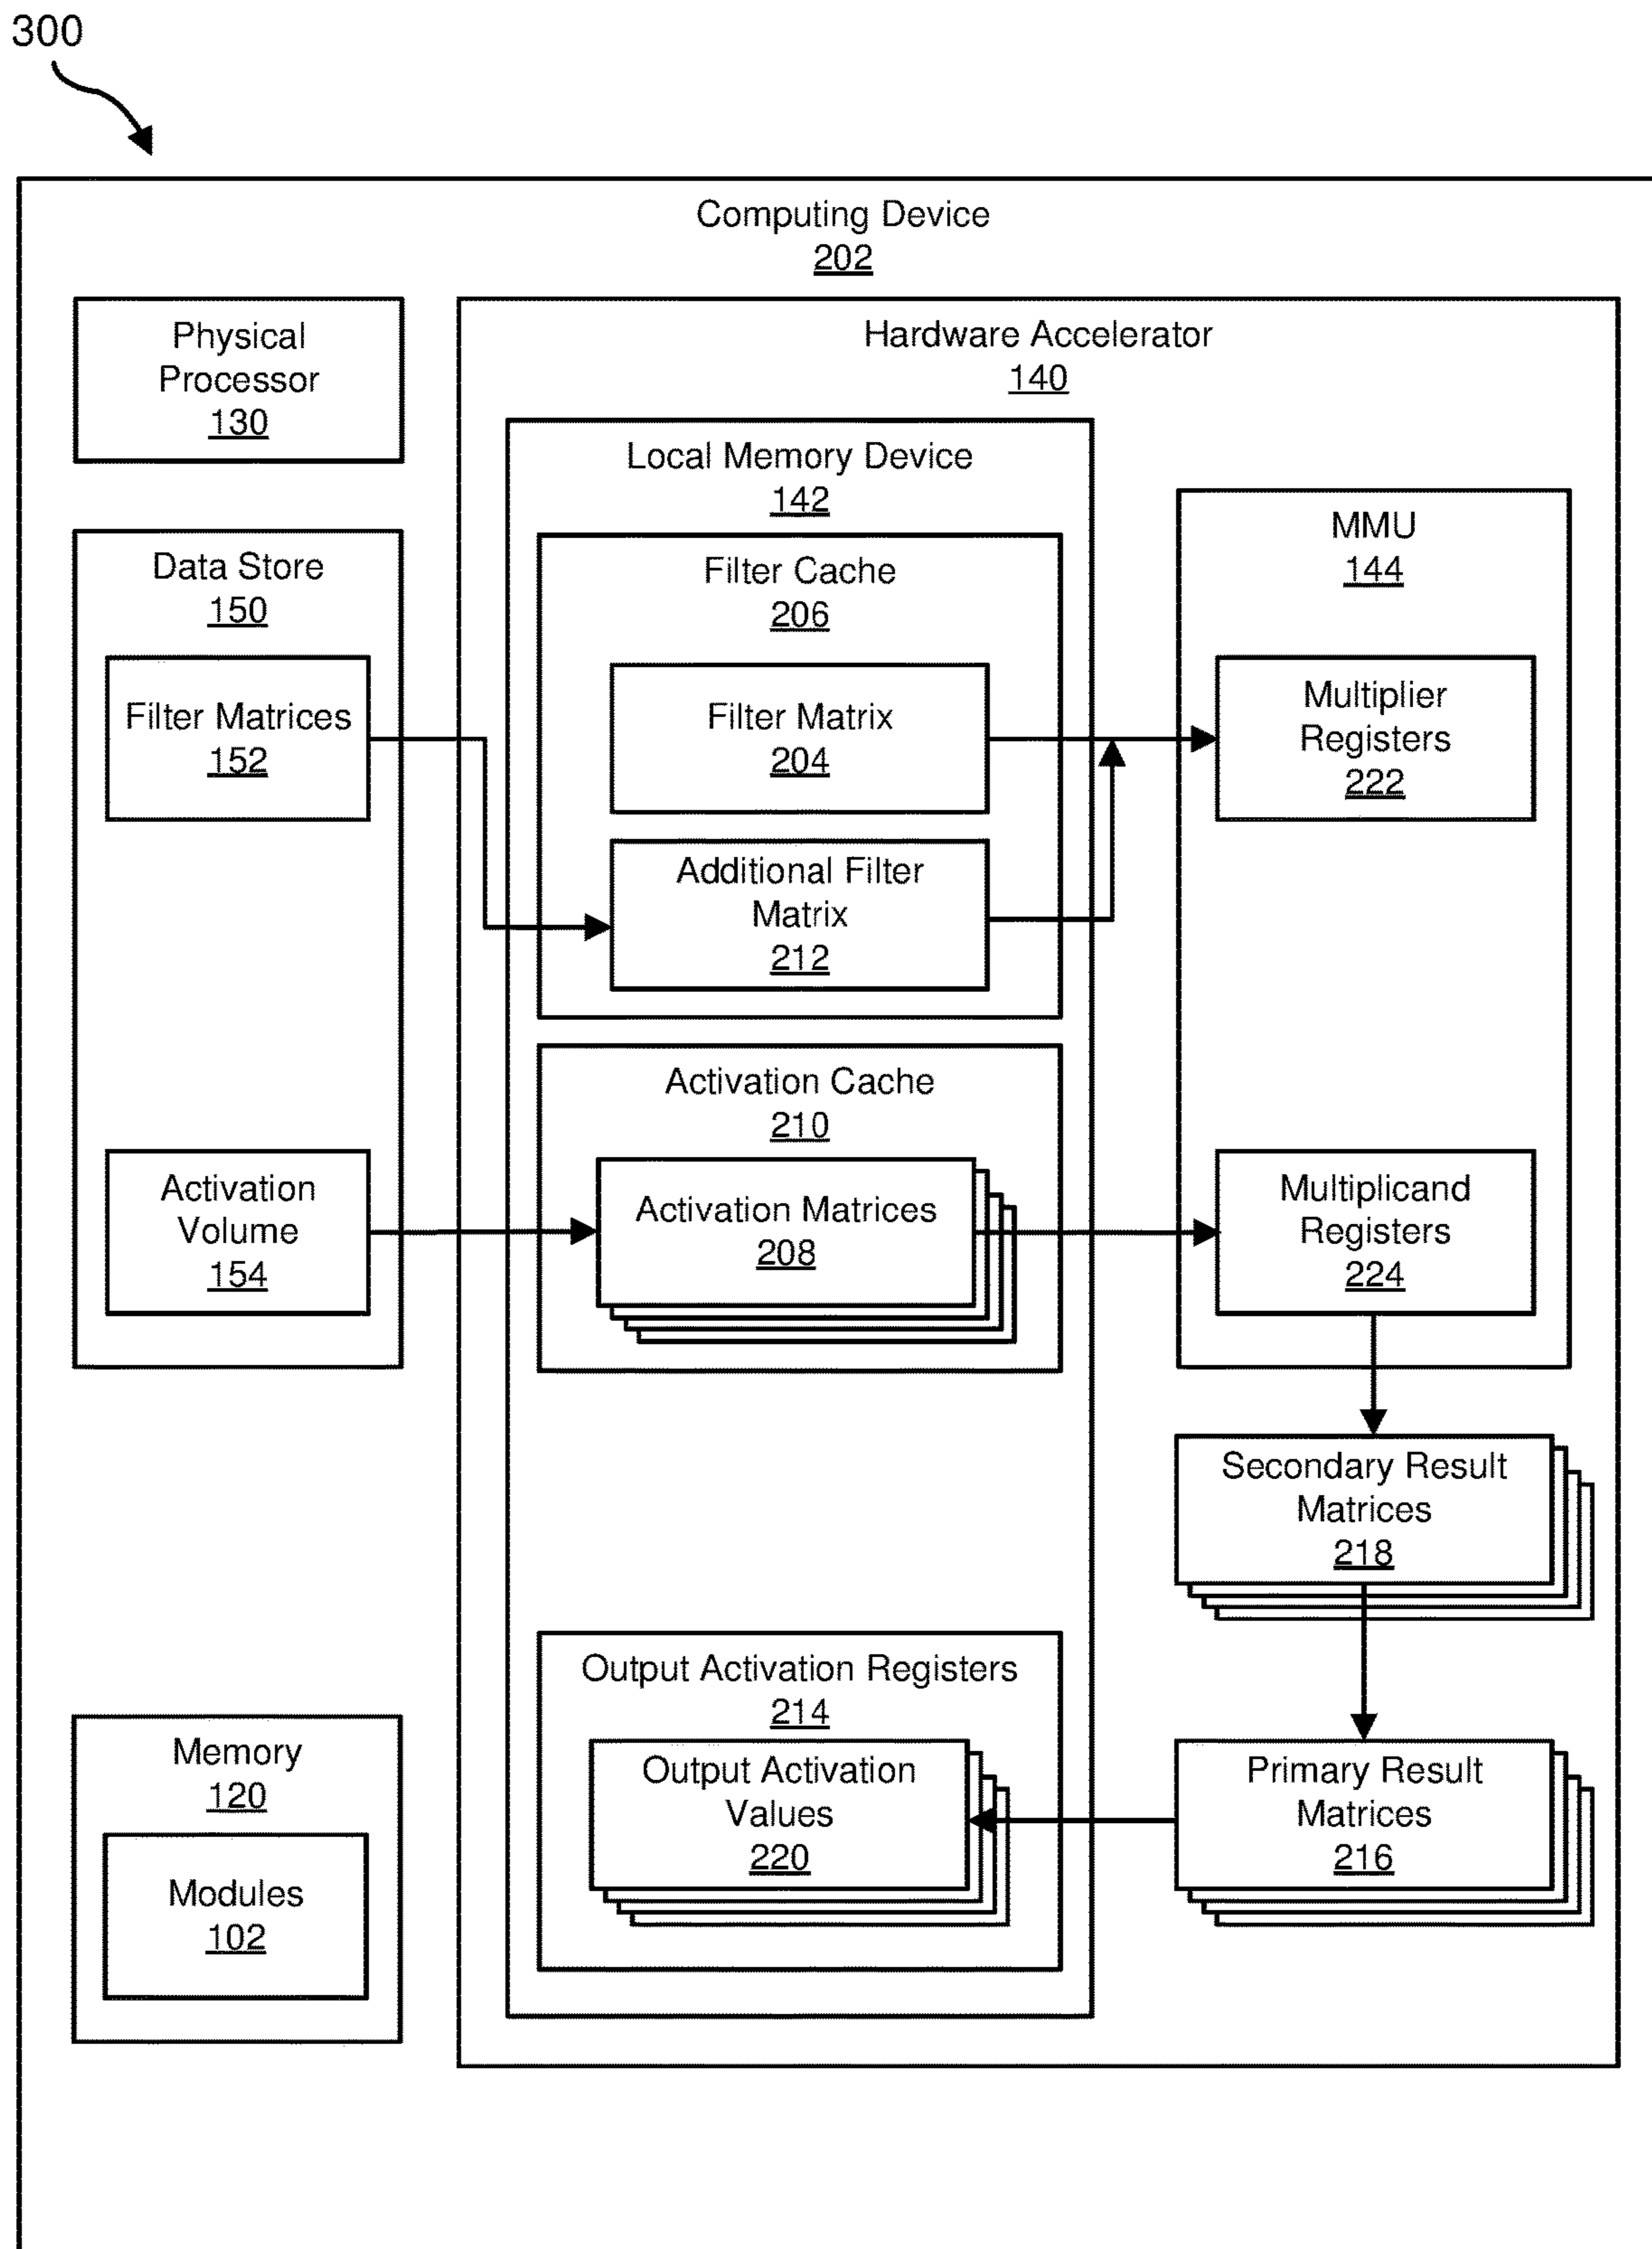 300
Computing Device
202
Physical
Processor
130
Data Store
150
Filter Matrices
152
Activation
Volume
154
Memory
120
Modules
102
Hardware Accelerator
140
Local Memory Device
142
Filter Cache
206
Filter Matrix
204
Additional Filter
Matrix
212
Activation Cache
210
Activation Matrices
208
Output Activation Registers
214
Output Activation
Values
220
MMU
144
Multiplier
Registers
222
Multiplicand
Registers
224
Secondary Result
Matrices
218
Primary Result
Matrices
216